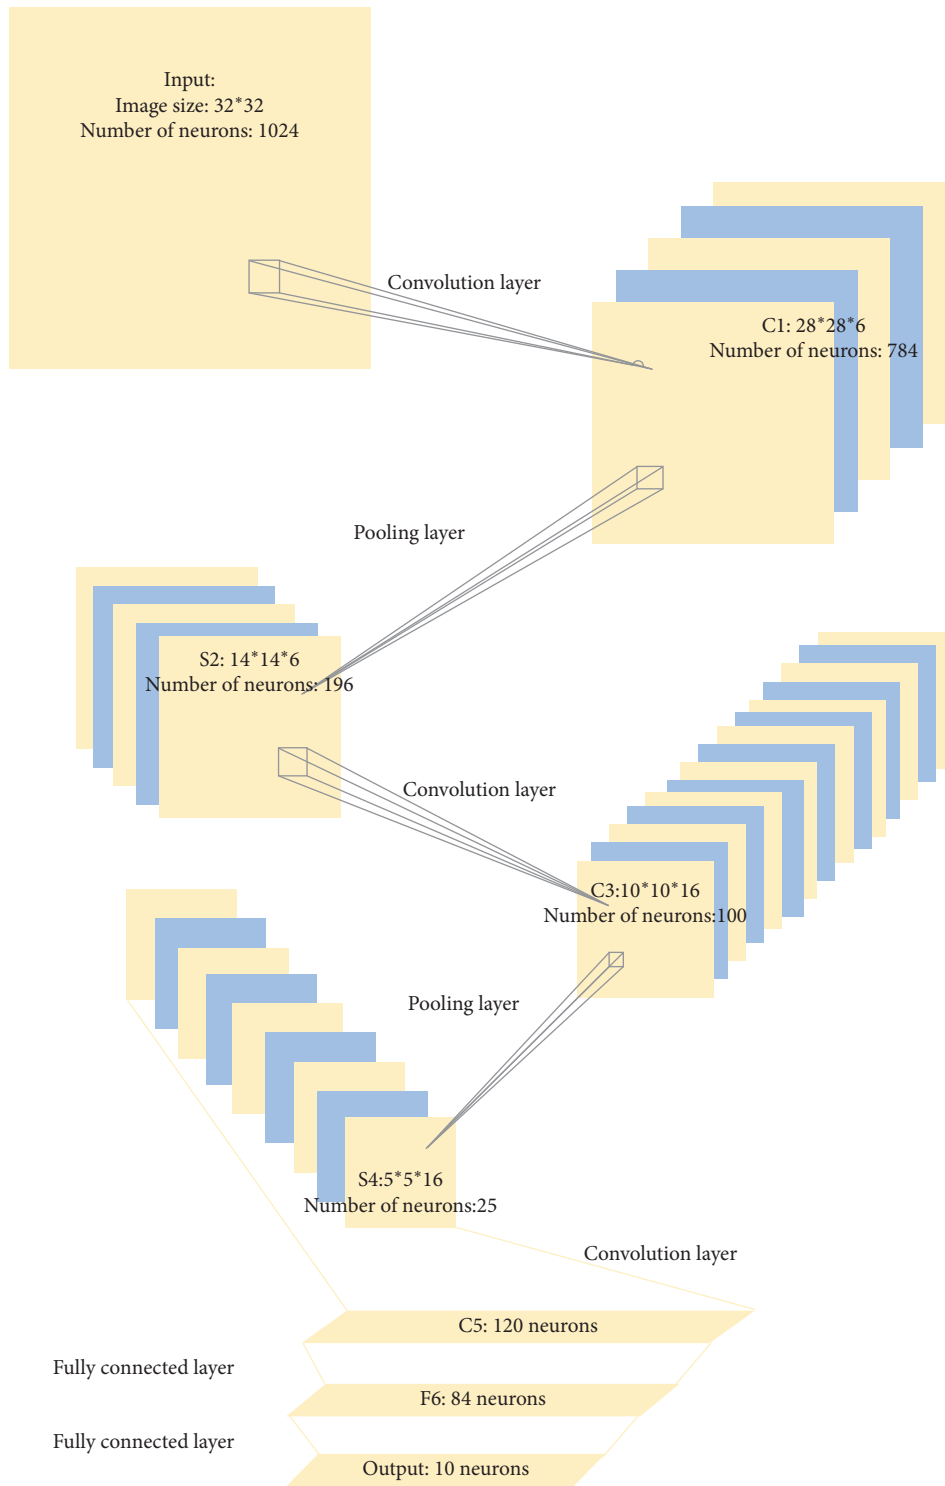 Input:
Image size: 32*32
Number of neurons: 1024
Convolution layer
C1: 28*28*6
Number of neurons: 784
Pooling layer
S2: 14*14*6
Number of neurons: 196
Convolution layer
C3:10*10*16
Number of neurons:100
Pooling layer
S4:5*5*16
Number of neurons:25
Convolution layer
C5: 120 neurons
Fully connected layer
F6: 84 neurons
Fully connected layer
Output: 10 neurons